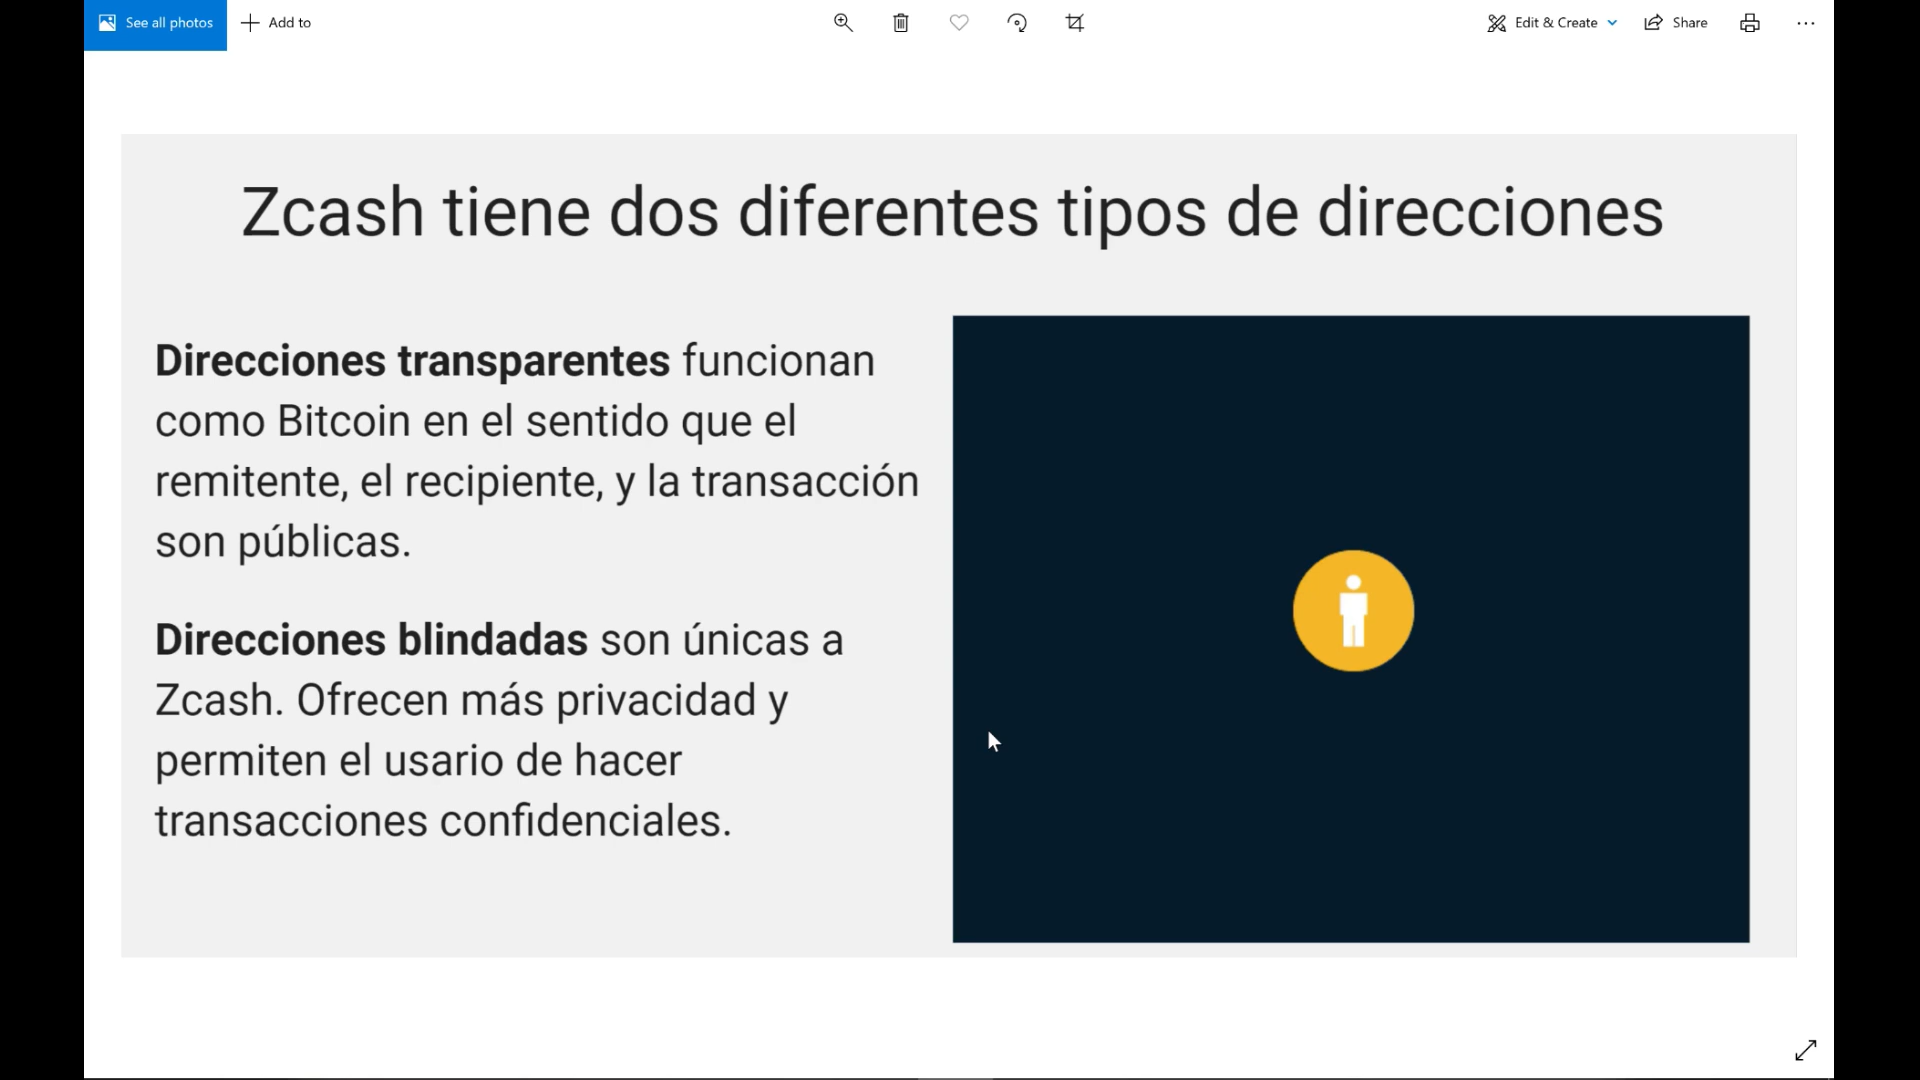 See all photos
Add to
Edit & Create
Share
Zcash tiene dos diferentes tipos de direcciones
Direcciones transparentes funcionan
como Bitcoin en el sentido que el
remitente, el recipiente, y la transacción
son públicas.
Direcciones blindadas son únicas a
Zcash. Ofrecen más privacidad y
permiten el usario de hacer
transacciones confidenciales.